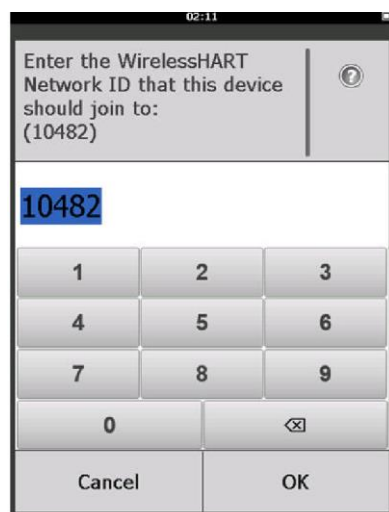 02:11
Enter the WirelessHART
Network ID that this device
should join to:
(10482)
?
10482
1 2 3
4 5 6
7 8 9
0
Cancel OK